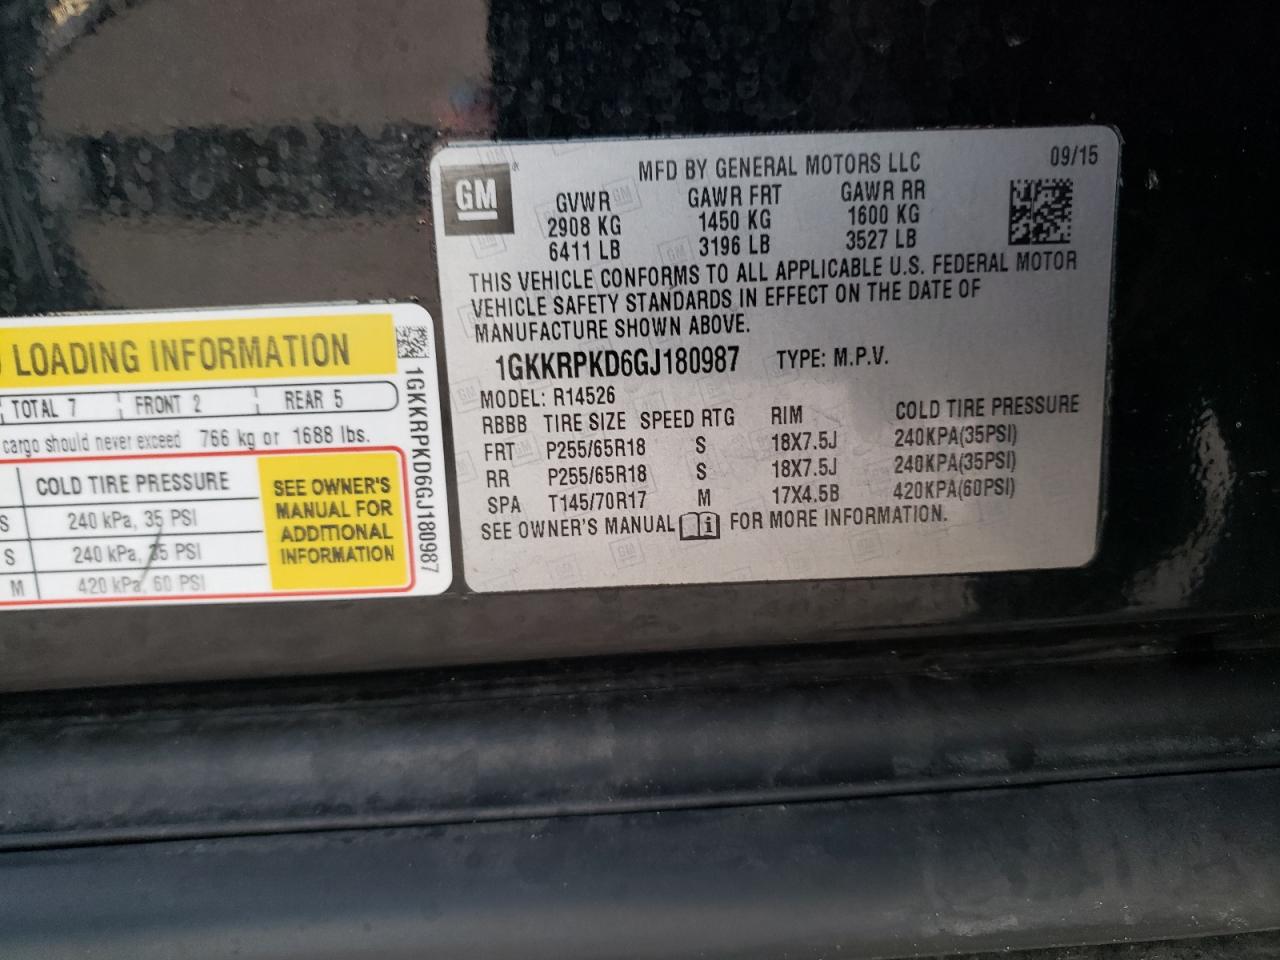 LOADING INFORMATION
TOTAL 7 FRONT 2 REAR 5
cargo should never exceed 766 kg or 1688 lbs.
COLD TIRE PRESSURE
S 240 kPa, 35 PSI
S 240 kPa, 35 PSI
M 420 kPa, 60 PSI
SEE OWNER'S
MANUAL FOR
ADDITIONAL
INFORMATION
1GKKRPKD6GJ180987
GM
MFD BY GENERAL MOTORS LLC 09/15
GVWR GAWR FRT GAWR RR
2908 KG 1450 KG 1600 KG
6411 LB 3196 LB 3527 LB
THIS VEHICLE CONFORMS TO ALL APPLICABLE U.S. FEDERAL MOTOR
VEHICLE SAFETY STANDARDS IN EFFECT ON THE DATE OF
MANUFACTURE SHOWN ABOVE.
1GKKRPKD6GJ180987 TYPE: M.P.V.
MODEL: R14526
RBBB TIRE SIZE SPEED RTG RIM COLD TIRE PRESSURE
FRT P255/65R18 S 18X7.5J 240KPA(35PSI)
RR P255/65R18 S 18X7.5J 240KPA(35PSI)
SPA T145/70R17 M 17X4.5B 420KPA(60PSI)
SEE OWNER'S MANUAL FOR MORE INFORMATION.